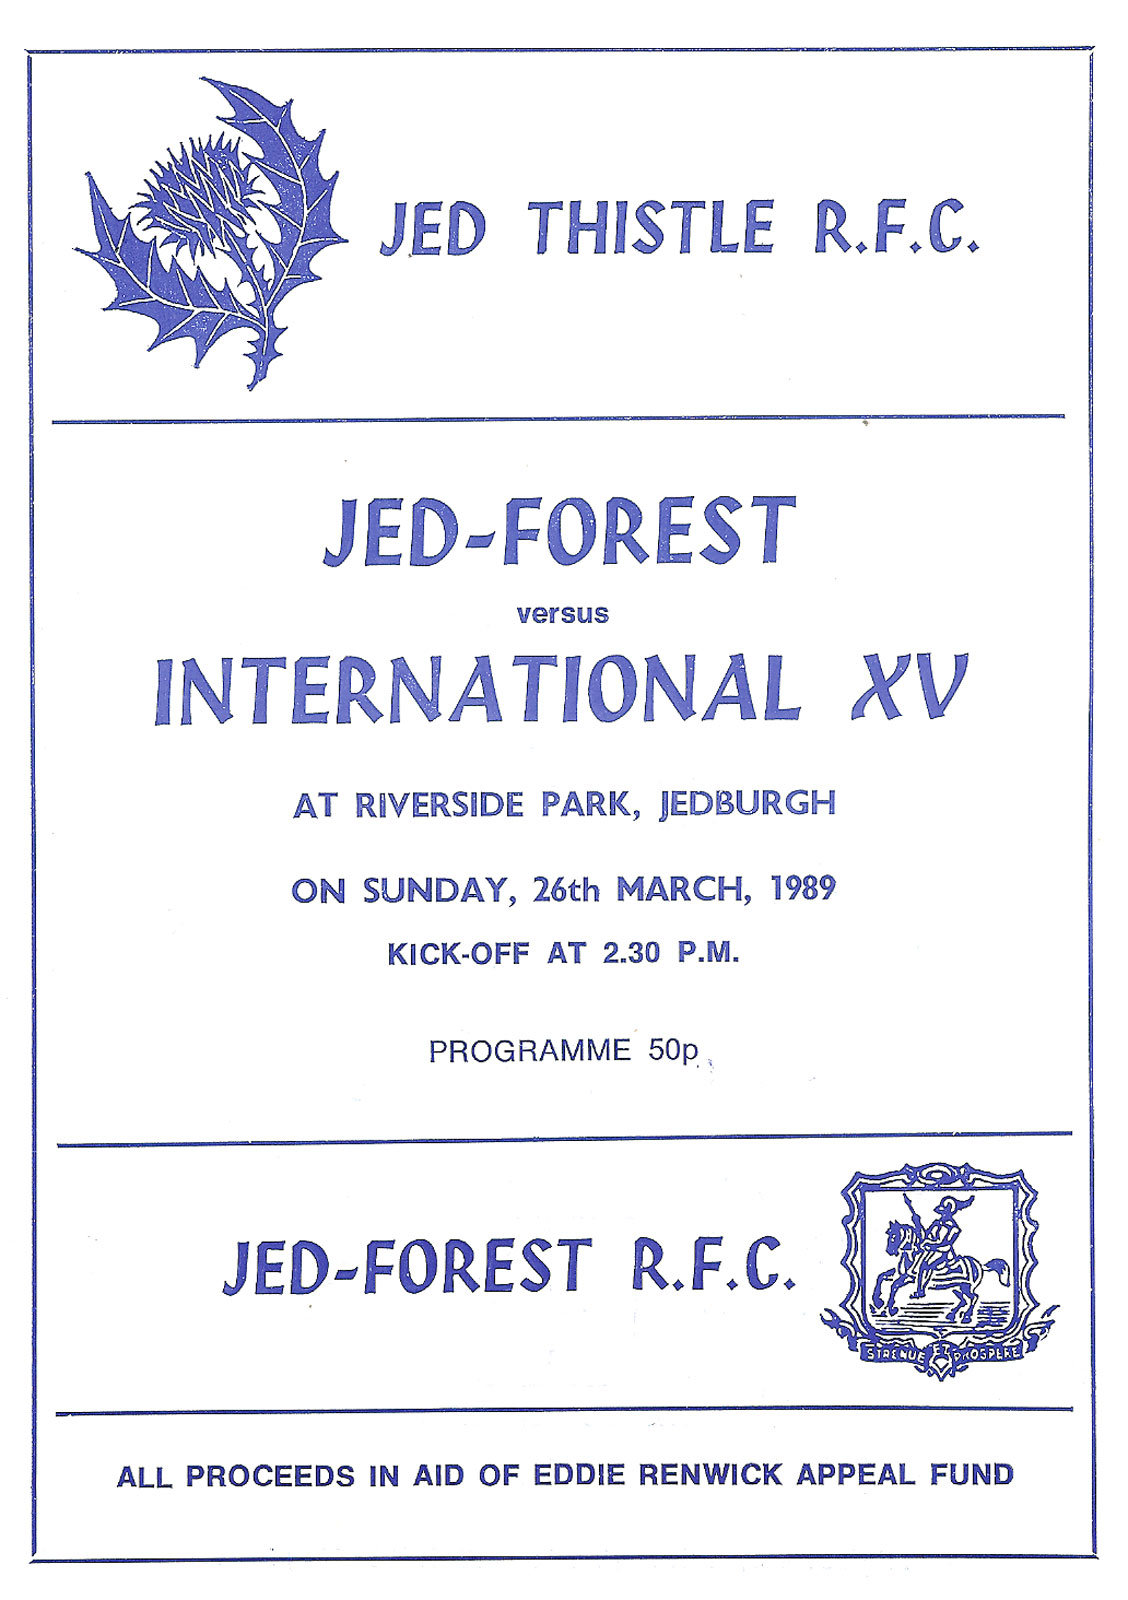 JED THISTLE R.F.C.
JED-FOREST
versus
INTERNATIONAL XV
AT RIVERSIDE PARK, JEDBURGH
ON SUNDAY, 26th MARCH, 1989
KICK-OFF AT 2.30 P.M.
PROGRAMME 50p
JED-FOREST R.F.C.
STRENUE ET PROSPERE
ALL PROCEEDS IN AID OF EDDIE RENWICK APPEAL FUND